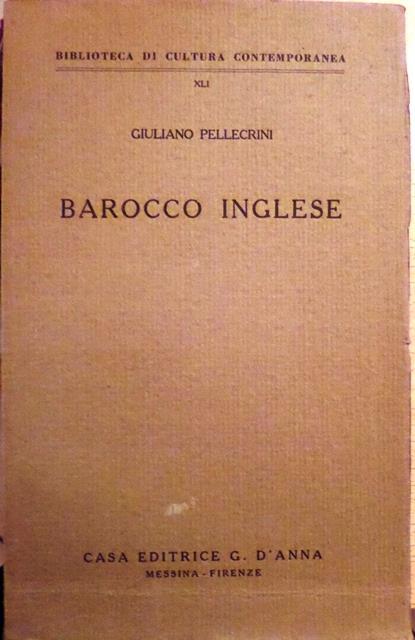 BIBLIOTECA DI CULTURA CONTEMPORANEA
XLI
GIULIANO PELLEGRINI
BAROCCO INGLESE
CASA EDITRICE G. D'ANNA
MESSINA - FIRENZE